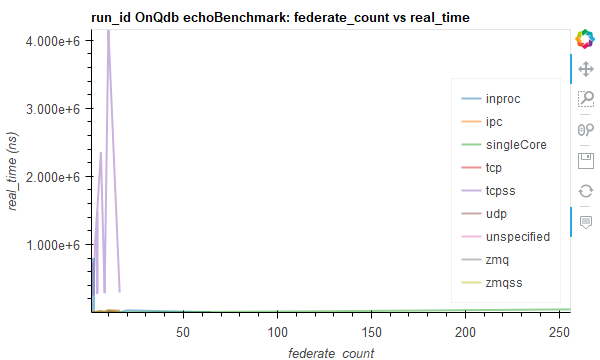 run_id OnQdb echoBenchmark: federate_count vs real_time
4.000e+6
3.000e+6
2.000e+6
1.000e+6
real_time (ns)
inproc
ipc
singleCore
tcp
tcpss
udp
unspecified
zmq
zmqss
50
100
150
200
250
federate_count